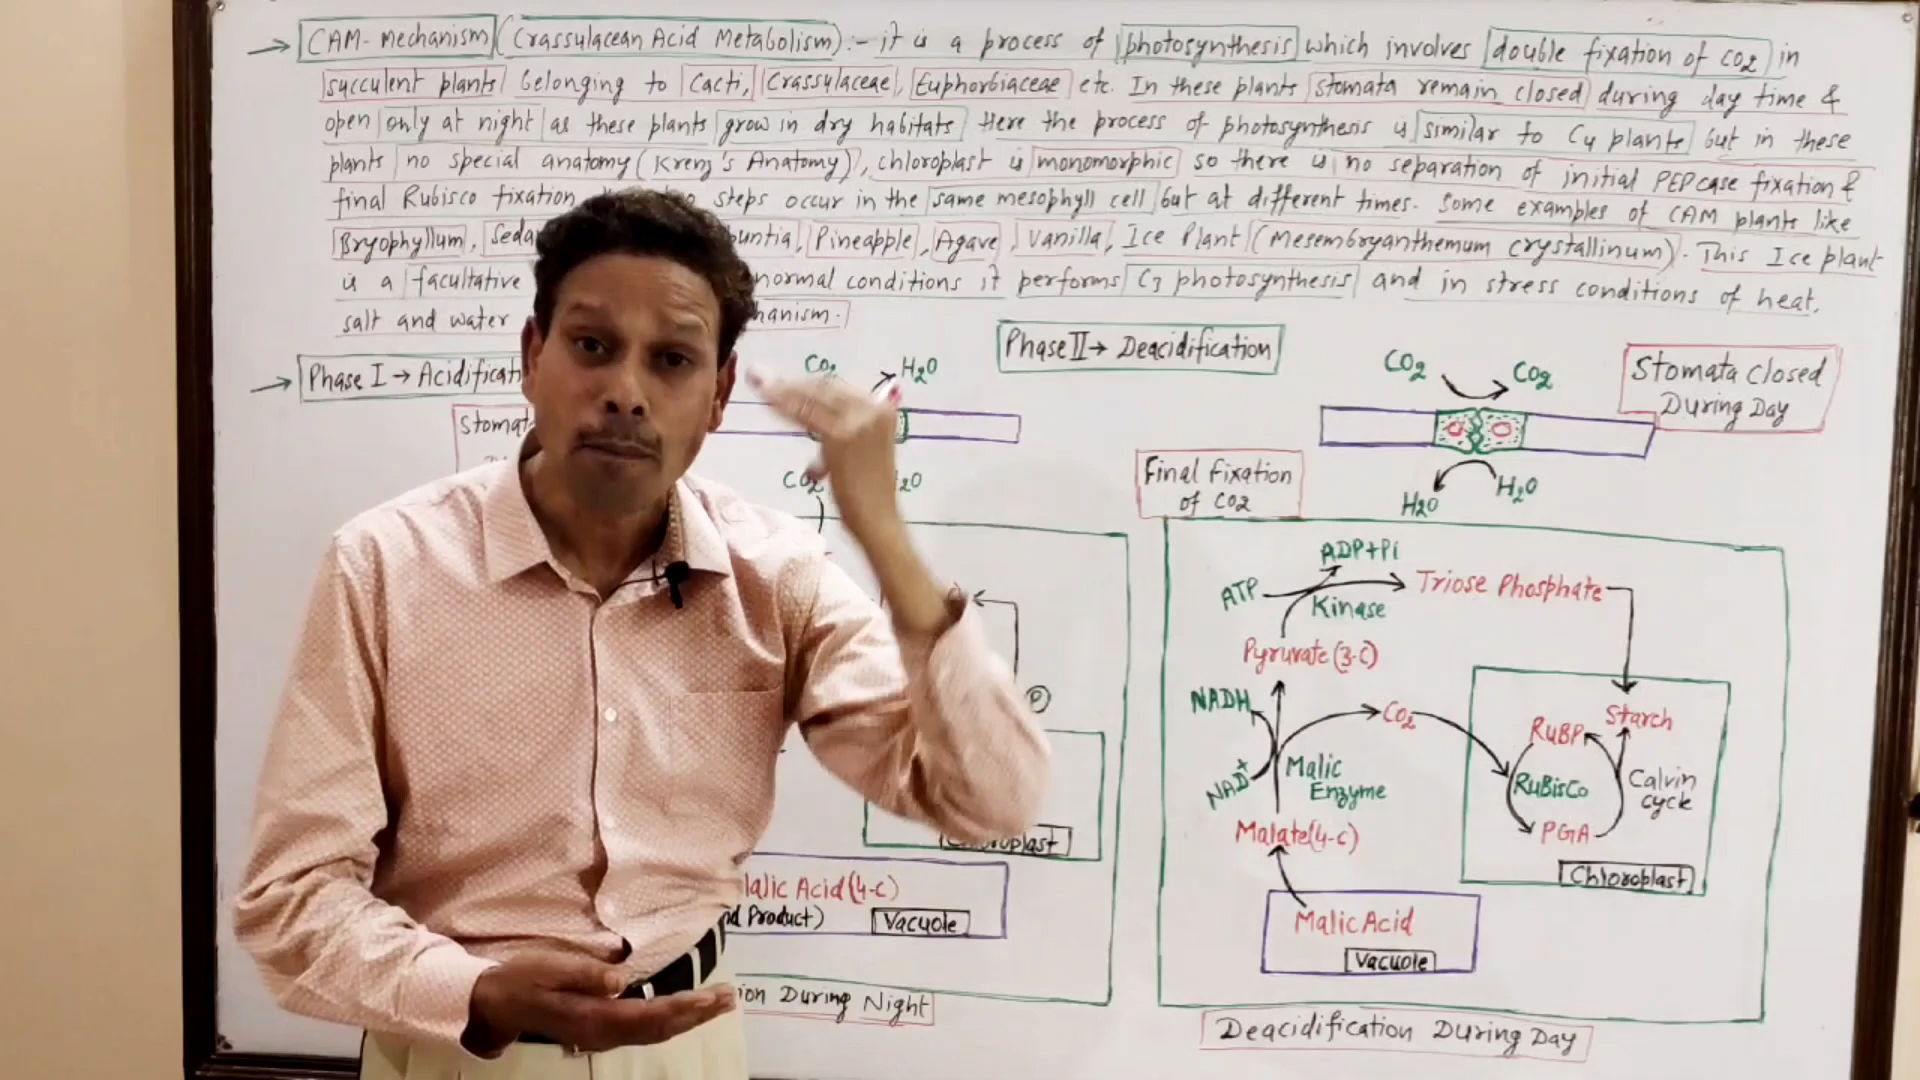 CAM- mechanism (Crassulacean Acid Metabolism):- it is a process of photosynthesis which involves double fixation of CO2 in
succulent plants belonging to Cacti, Crassulaceae, Euphorbiaceae etc. In these plants stomata remain closed during day time &
open only at night as these plants grow in dry habitats Here the process of photosynthesis is similar to C4 plants but in these
plants no special anatomy (Krenz's Anatomy), chloroplast is monomorphic so there is no separation of initial PEPcase fixation &
final Rubisco fixation steps occur in the same mesophyll cell but at different times. Some examples of CAM plants like
Bryophyllum, Pineapple, Agave, Vanilla, Ice Plant (Mesembryanthemum crystallinum). This Ice plant
is a facultative normal conditions it performs C3 photosynthesis and in stress conditions of heat,
salt and water
Phase I → Acidificati
CO2
H2O
CO2
Phase II → Deacidification
CO2 CO2
Stomata Closed
During Day
H2O H2O
Final Fixation
of CO2
P
Acid (4-C)
Product)
Vacuole
During Night
ADP+Pi
ATP
Kinase
Triose Phosphate
Pyruvate (3-C)
NADH
CO2
NAD+
Malic
Enzyme
Malate(4-C)
Malic Acid
Vacuole
Starch
RuBP
RuBisCo
Calvin
cycle
PGA
Chloroplast
Deacidification During Day